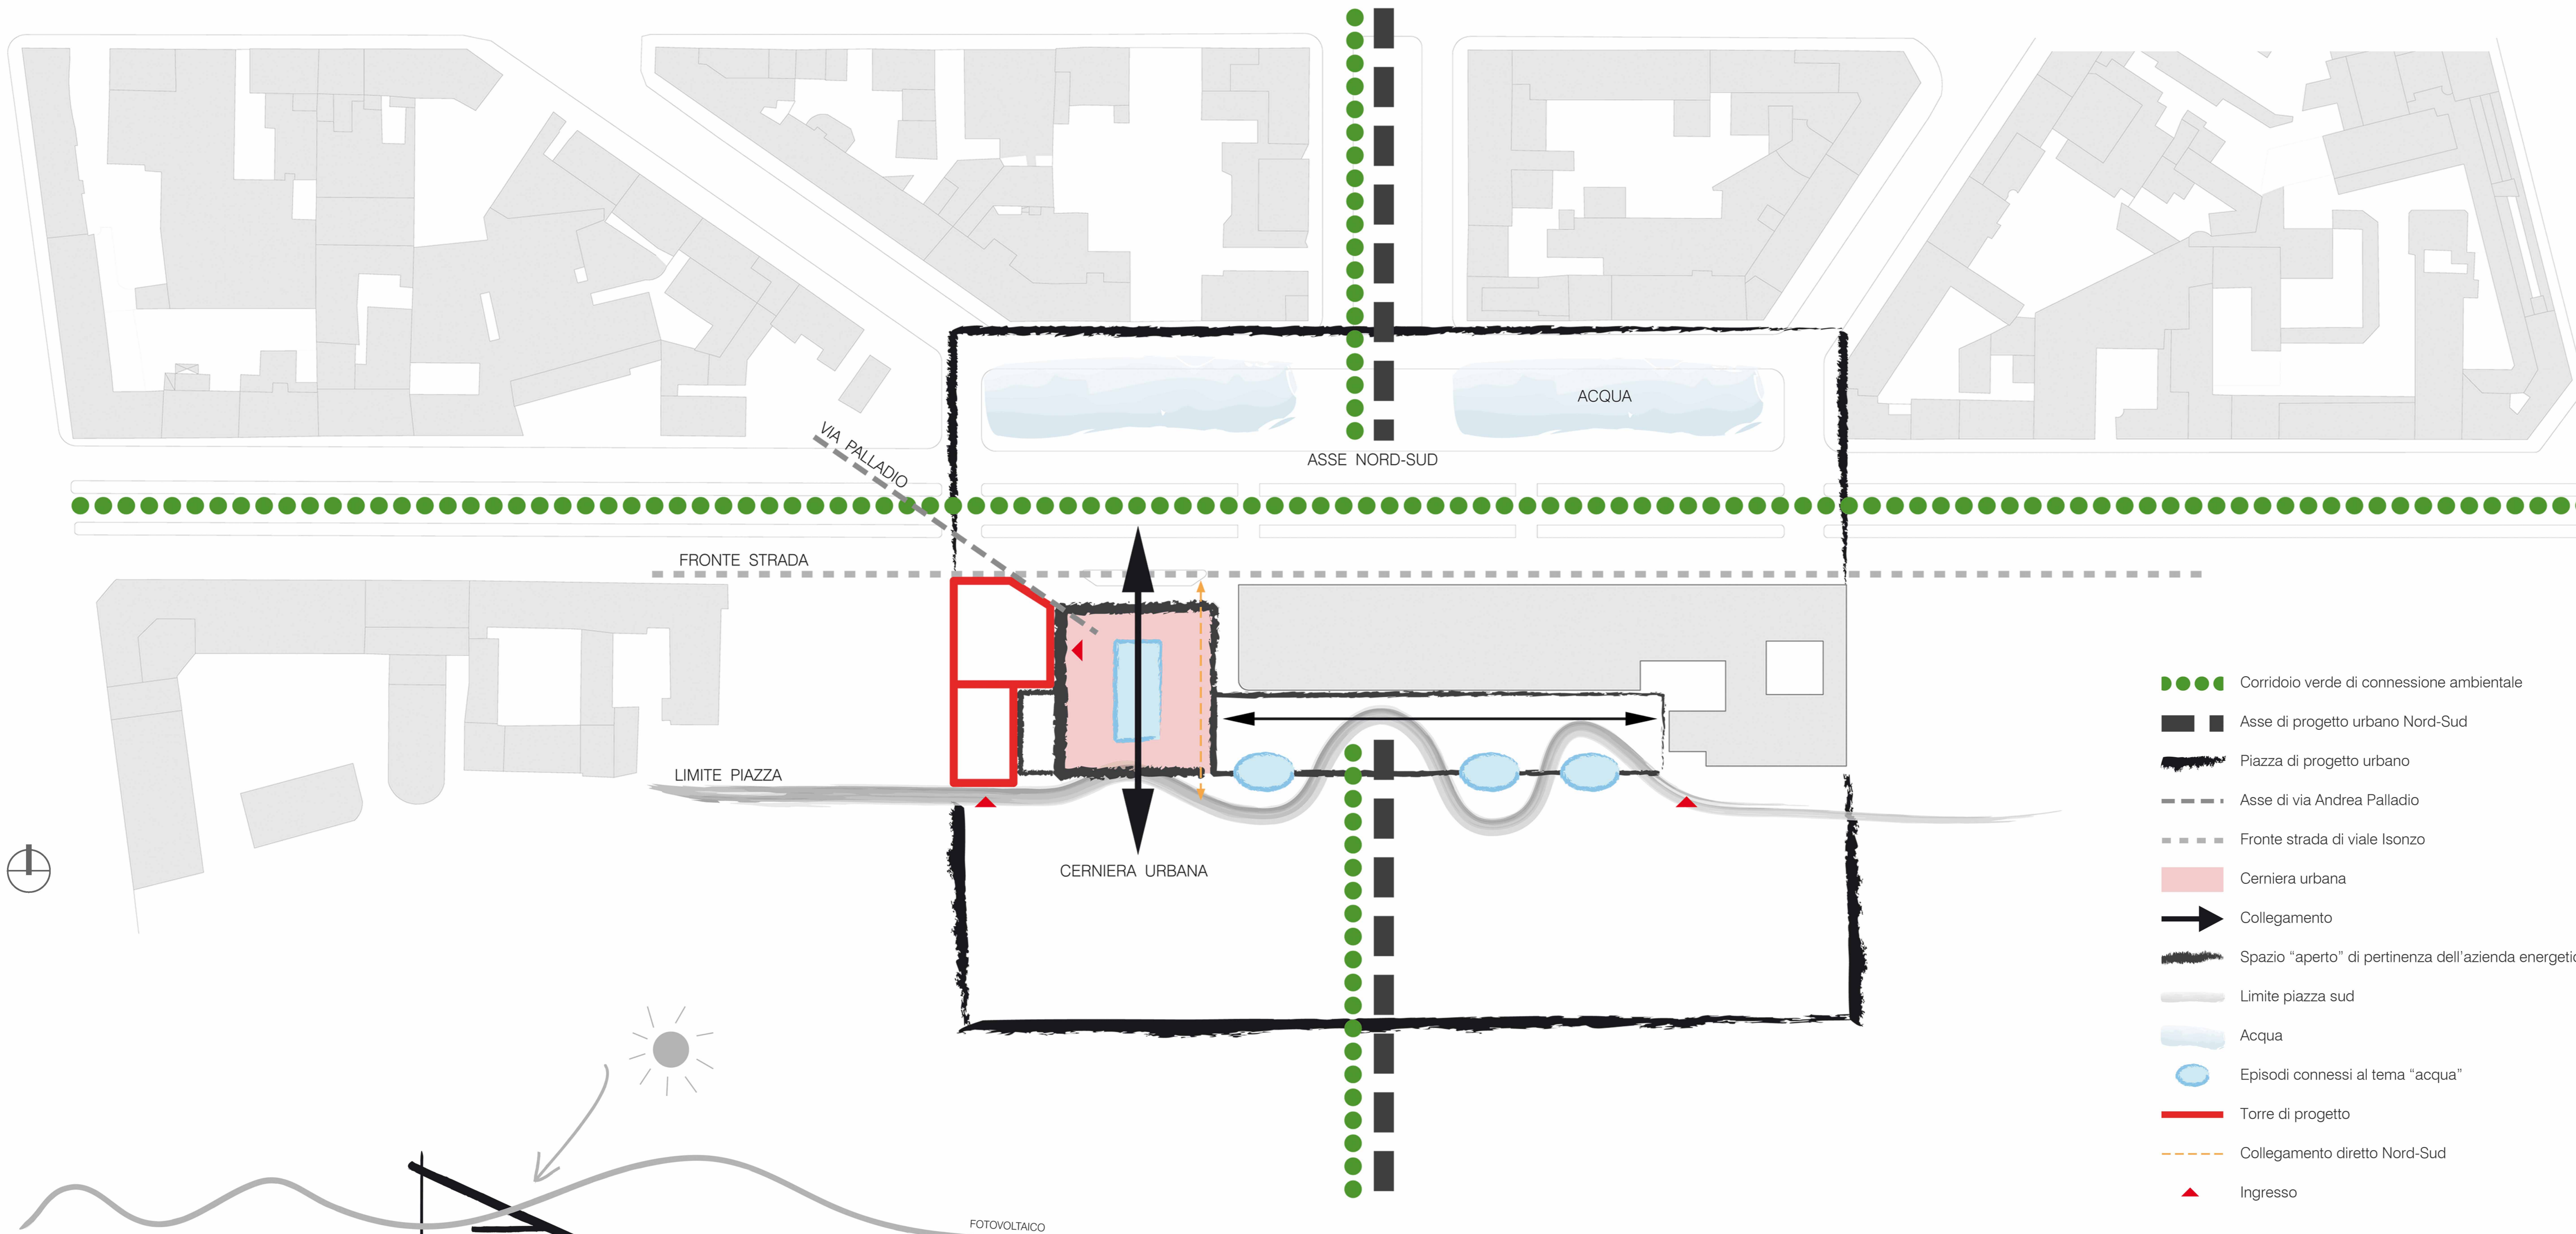 ACQUA
VIA PALLADIO
ASSE NORD-SUD
FRONTE STRADA
LIMITE PIAZZA
CERNIERA URBANA
Corridoio verde di connessione ambientale
Asse di progetto urbano Nord-Sud
Piazza di progetto urbano
Asse di via Andrea Palladio
Fronte strada di viale Isonzo
Cerniera urbana
Collegamento
Spazio “aperto” di pertinenza dell’azienda energetic
Limite piazza sud
Acqua
Episodi connessi al tema “acqua”
Torre di progetto
Collegamento diretto Nord-Sud
Ingresso
FOTOVOLTAICO